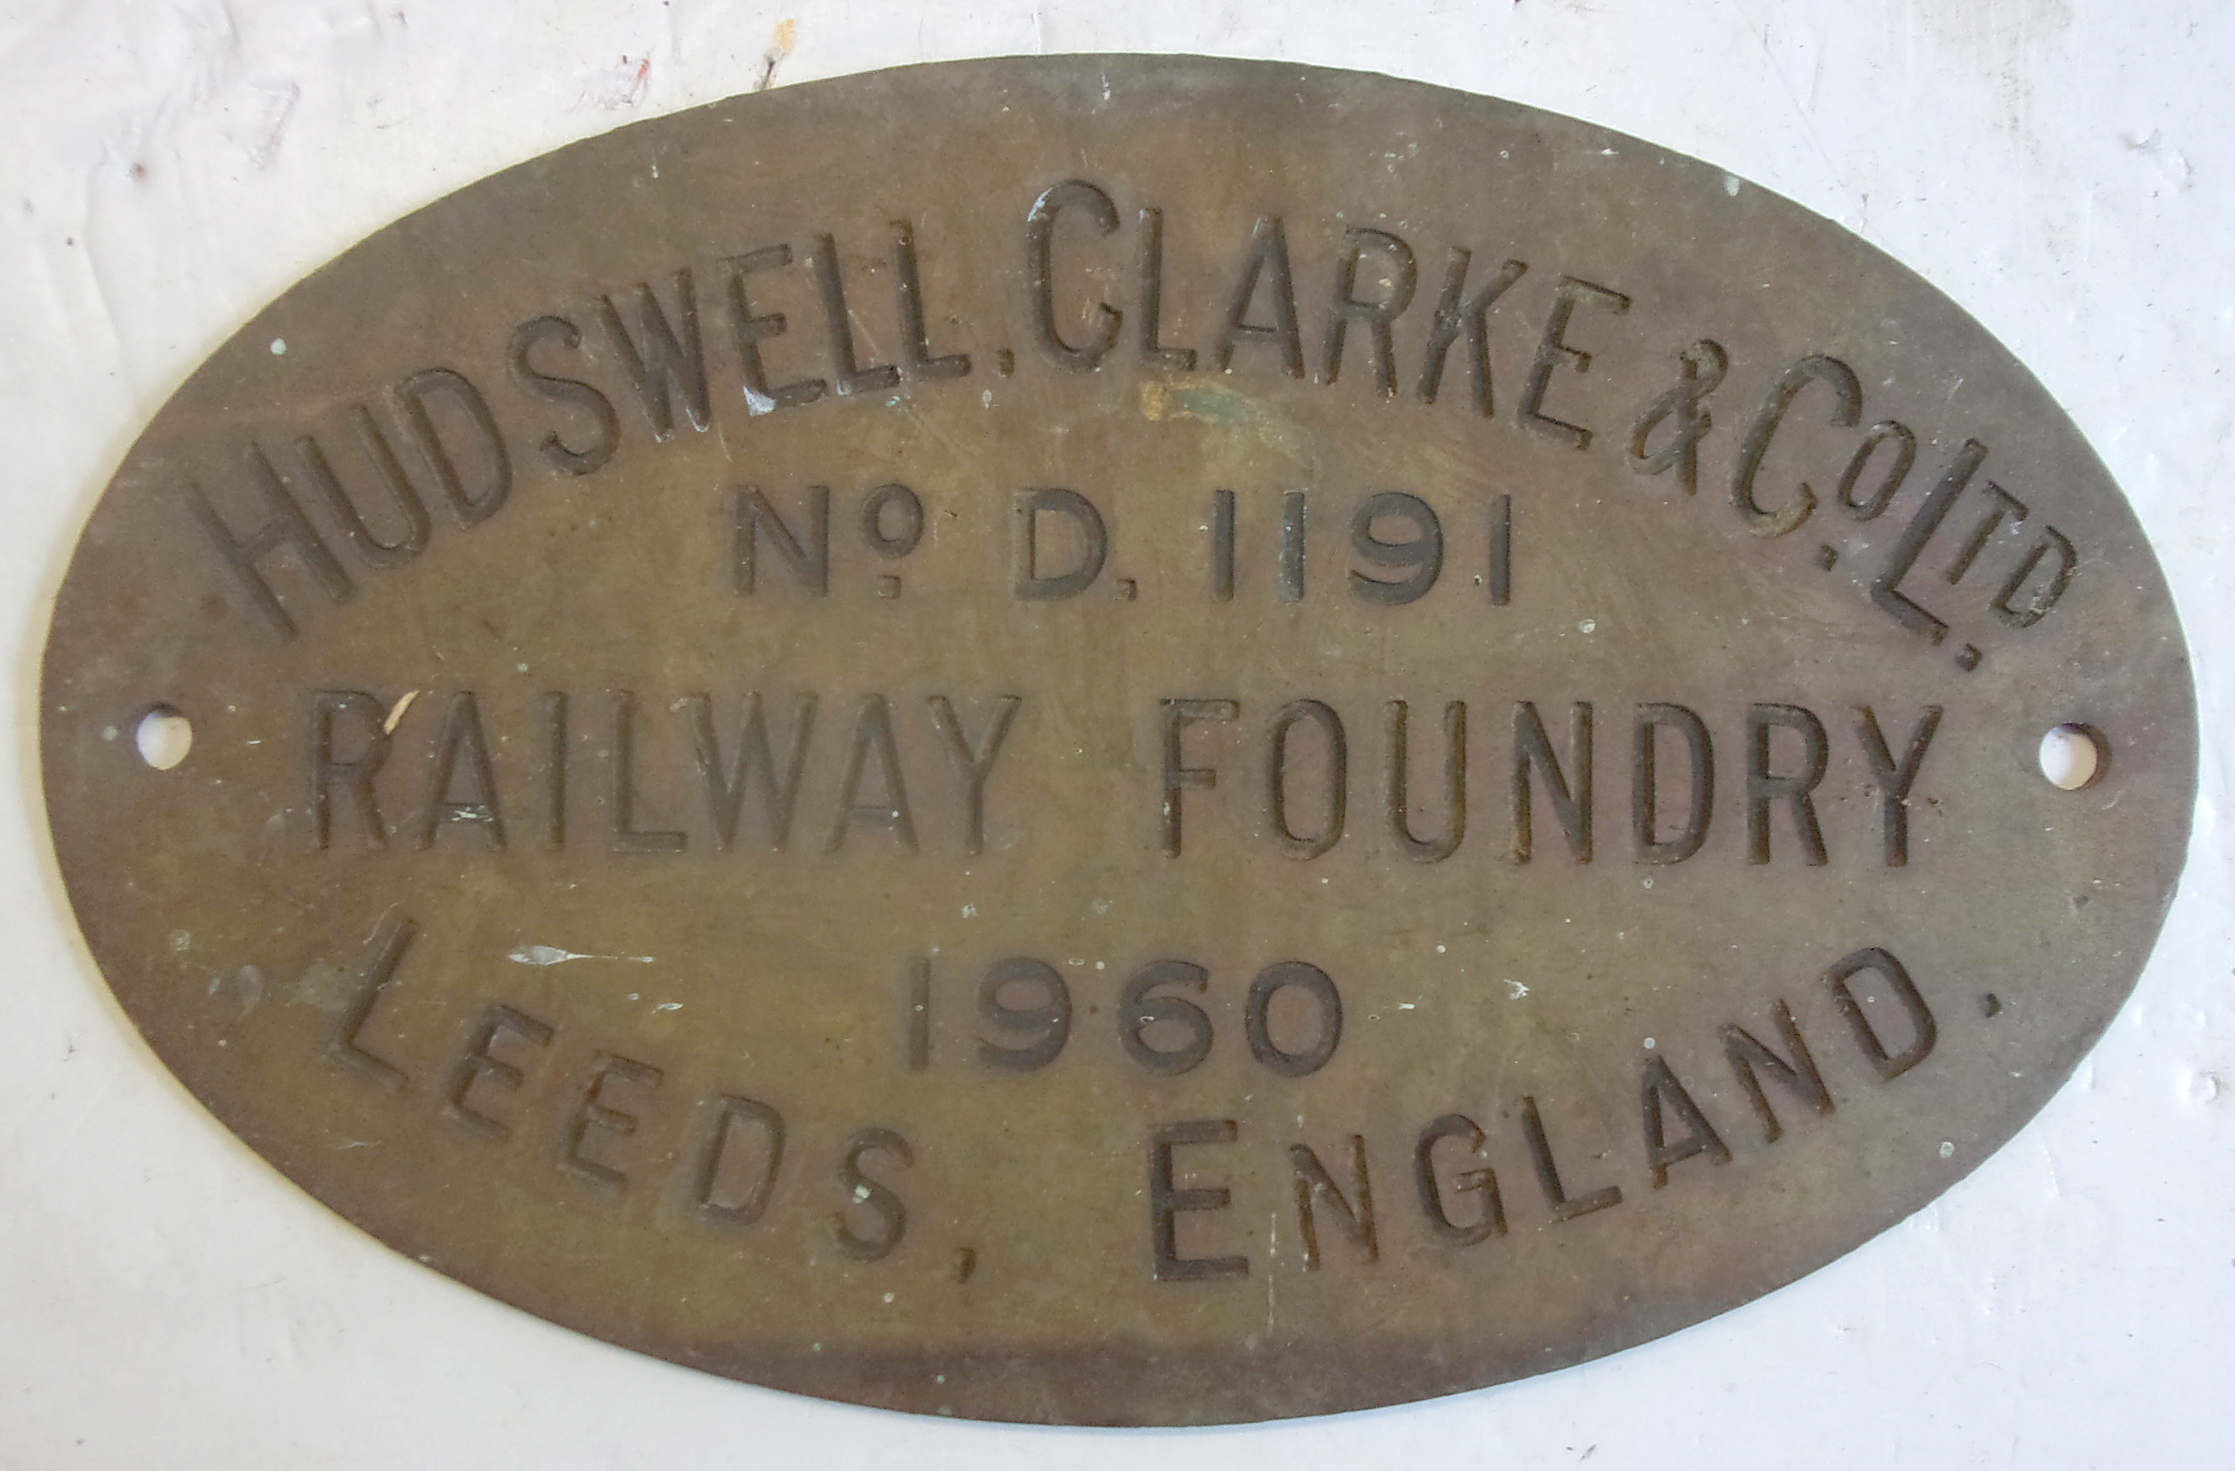 HUDSWELL. CLARKE & Co. LTD.
No. D. 1191
RAILWAY FOUNDRY
1960
LEEDS, ENGLAND.